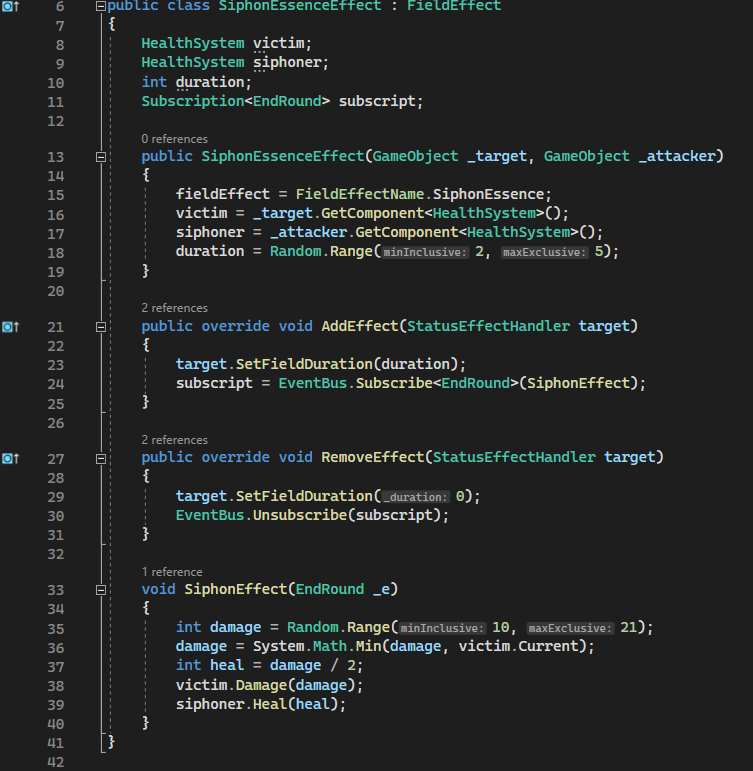 6 public class SiphonEssenceEffect : FieldEffect
7 {
8 HealthSystem victim;
9 HealthSystem siphoner;
10 int duration;
11 Subscription<EndRound> subscript;
12
0 references
13 public SiphonEssenceEffect(GameObject _target, GameObject _attacker)
14 {
15 fieldEffect = FieldEffectName.SiphonEssence;
16 victim = _target.GetComponent<HealthSystem>();
17 siphoner = _attacker.GetComponent<HealthSystem>();
18 duration = Random.Range(minInclusive: 2, maxExclusive: 5);
19 }
20
2 references
21 public override void AddEffect(StatusEffectHandler target)
22 {
23 target.SetFieldDuration(duration);
24 subscript = EventBus.Subscribe<EndRound>(SiphonEffect);
25 }
26
2 references
27 public override void RemoveEffect(StatusEffectHandler target)
28 {
29 target.SetFieldDuration(_duration: 0);
30 EventBus.Unsubscribe(subscript);
31 }
32
1 reference
33 void SiphonEffect(EndRound _e)
34 {
35 int damage = Random.Range(minInclusive: 10, maxExclusive: 21);
36 damage = System.Math.Min(damage, victim.Current);
37 int heal = damage / 2;
38 victim.Damage(damage);
39 siphoner.Heal(heal);
40 }
41 }
42